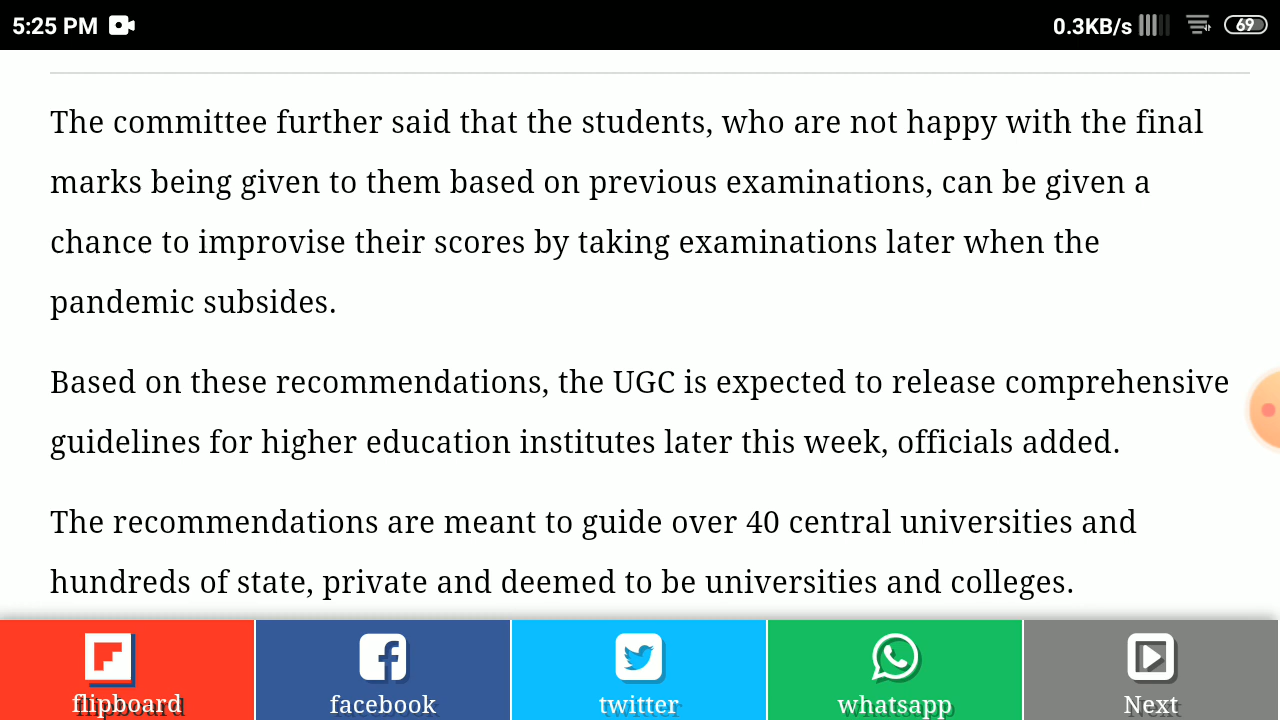 5:25 PM 0.3KB/s 69
The committee further said that the students, who are not happy with the final
marks being given to them based on previous examinations, can be given a
chance to improvise their scores by taking examinations later when the
pandemic subsides.
Based on these recommendations, the UGC is expected to release comprehensive
guidelines for higher education institutes later this week, officials added.
The recommendations are meant to guide over 40 central universities and
hundreds of state, private and deemed to be universities and colleges.
flipboard facebook twitter whatsapp Next